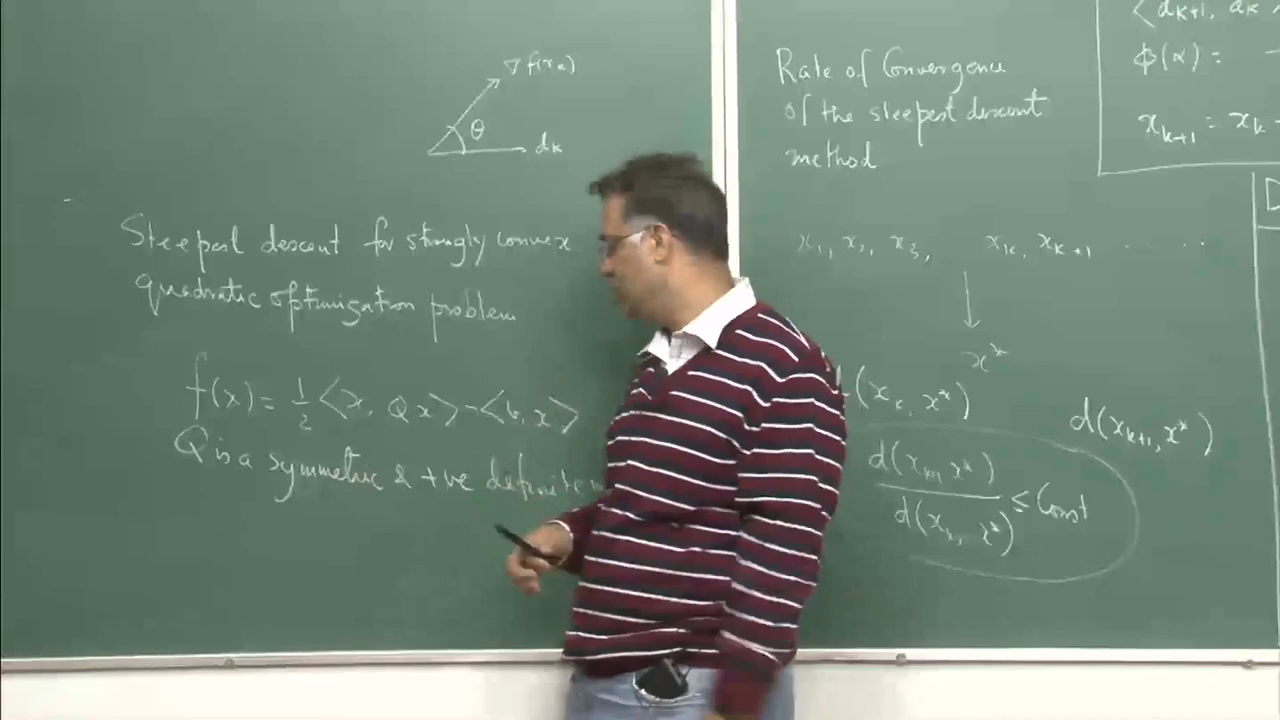 ∇ f(x_k)
θ
d_k
Steepest descent for strongly convex
quadratic optimization problem
f(x) = 1/2 <x, Qx> - <b, x>
Q is a symmetric & +ve definite
Rate of Convergence
of the steepest descent
method
x_1, x_2, x_3, x_k, x_{k+1} ......
x*
(x_k, x*)
d(x_{k+1}, x*)
d(x_{k+1}, x*) / d(x_k, x*) ≤ Const
<d_{k+1}, d_k
φ(α) =
x_{k+1} = x_k -